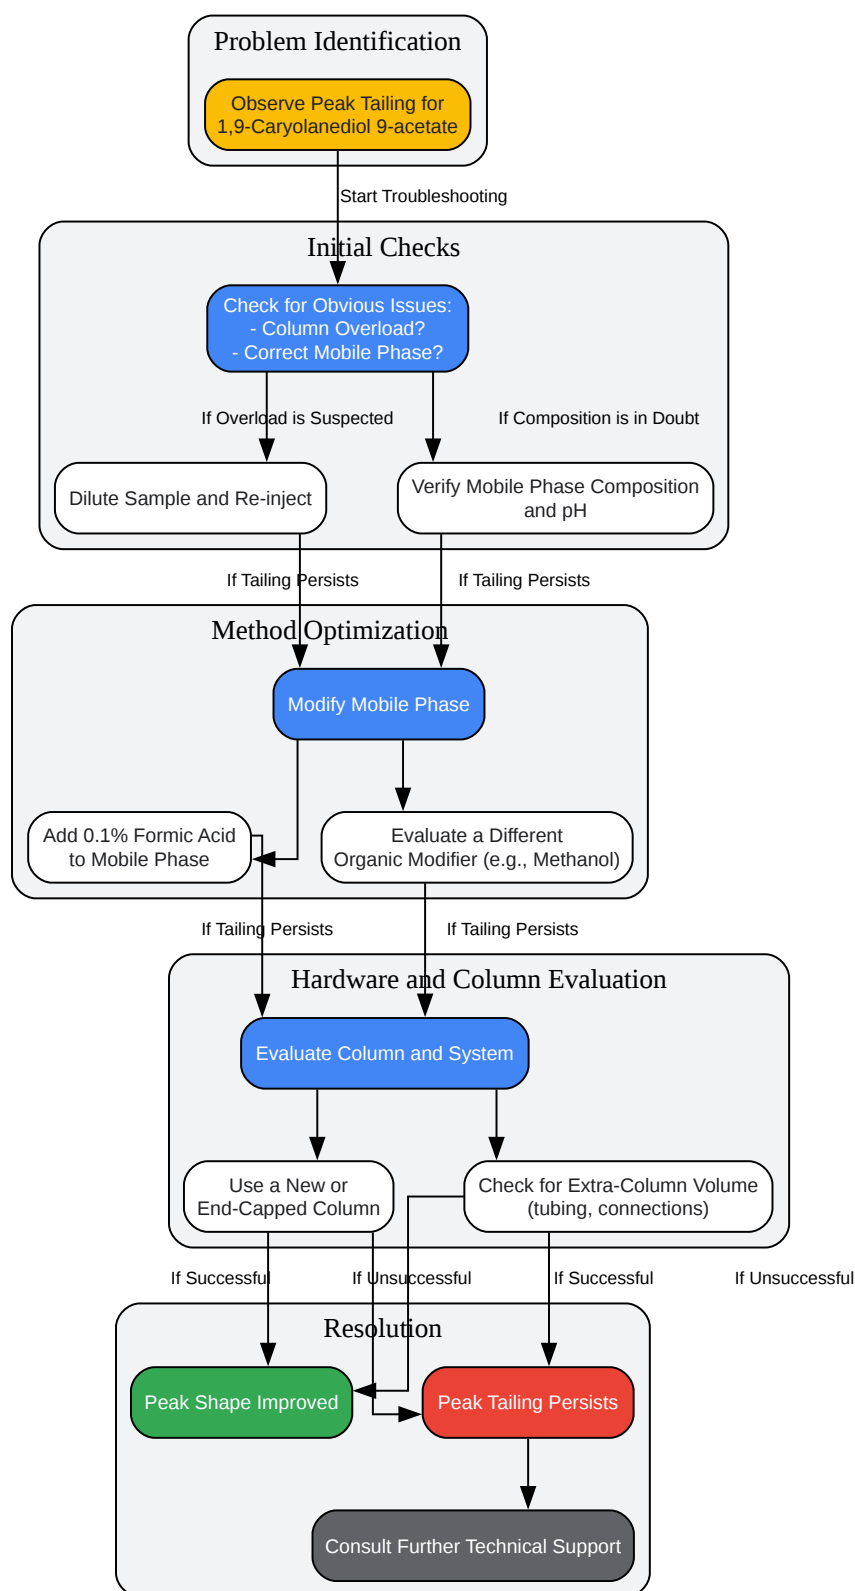 Problem Identification
Observe Peak Tailing for
1,9-Caryolanediol 9-acetate
Start Troubleshooting
Initial Checks
Check for Obvious Issues:
- Column Overload?
- Correct Mobile Phase?
If Overload is Suspected
If Composition is in Doubt
Dilute Sample and Re-inject
Verify Mobile Phase Composition
and pH
If Tailing Persists
If Tailing Persists
Method Optimization
Modify Mobile Phase
Add 0.1% Formic Acid
to Mobile Phase
Evaluate a Different
Organic Modifier (e.g., Methanol)
If Tailing Persists
If Tailing Persists
Hardware and Column Evaluation
Evaluate Column and System
Use a New or
End-Capped Column
Check for Extra-Column Volume
(tubing, connections)
If Successful
If Unsuccessful
If Successful
If Unsuccessful
Resolution
Peak Shape Improved
Peak Tailing Persists
Consult Further Technical Support